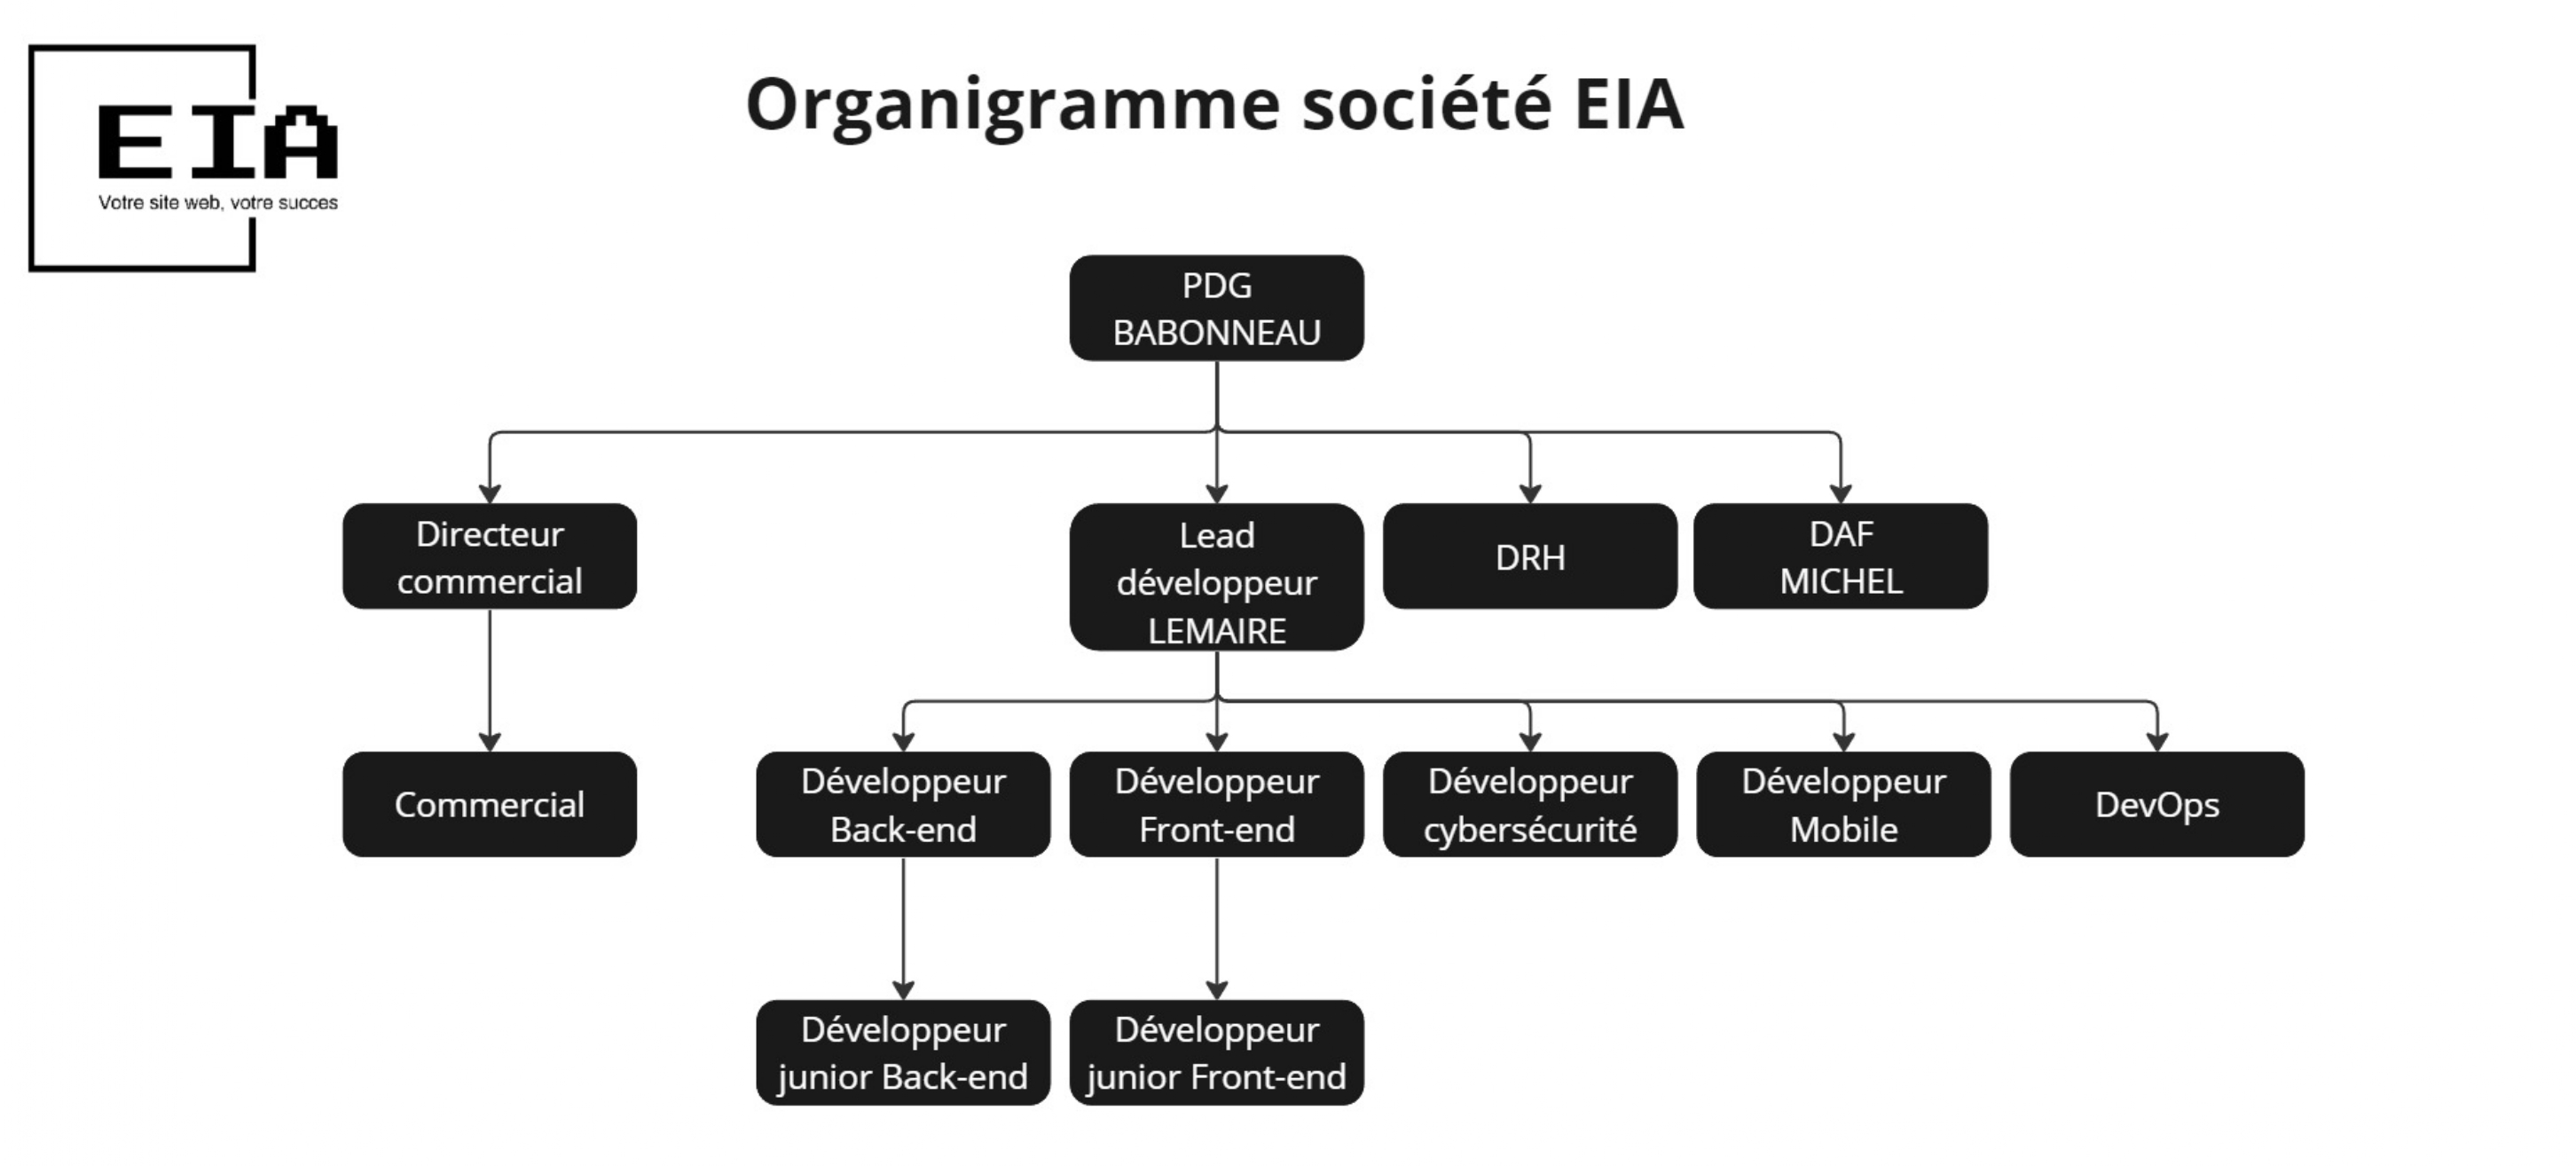 EIA
Votre site web, votre succes
Organigramme société EIA
PDG
BABONNEAU
Directeur
commercial
Lead
développeur
LEMAIRE
DRH
DAF
MICHEL
Commercial
Développeur
Back-end
Développeur
Front-end
Développeur
cybersécurité
Développeur
Mobile
DevOps
Développeur
junior Back-end
Développeur
junior Front-end